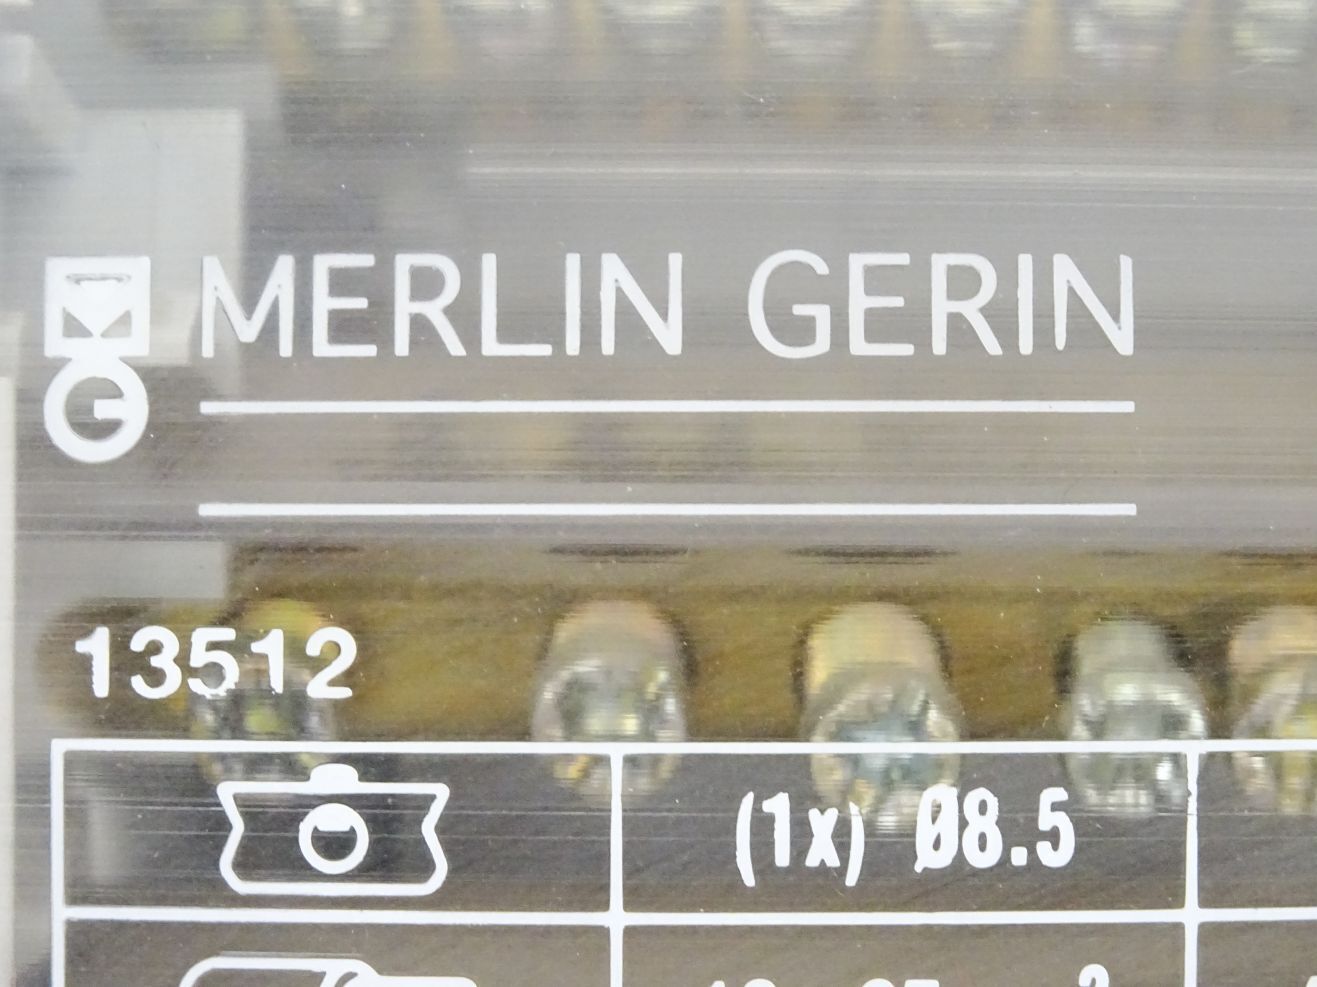 MERLIN GERIN
13512
(1x) Ø8.5